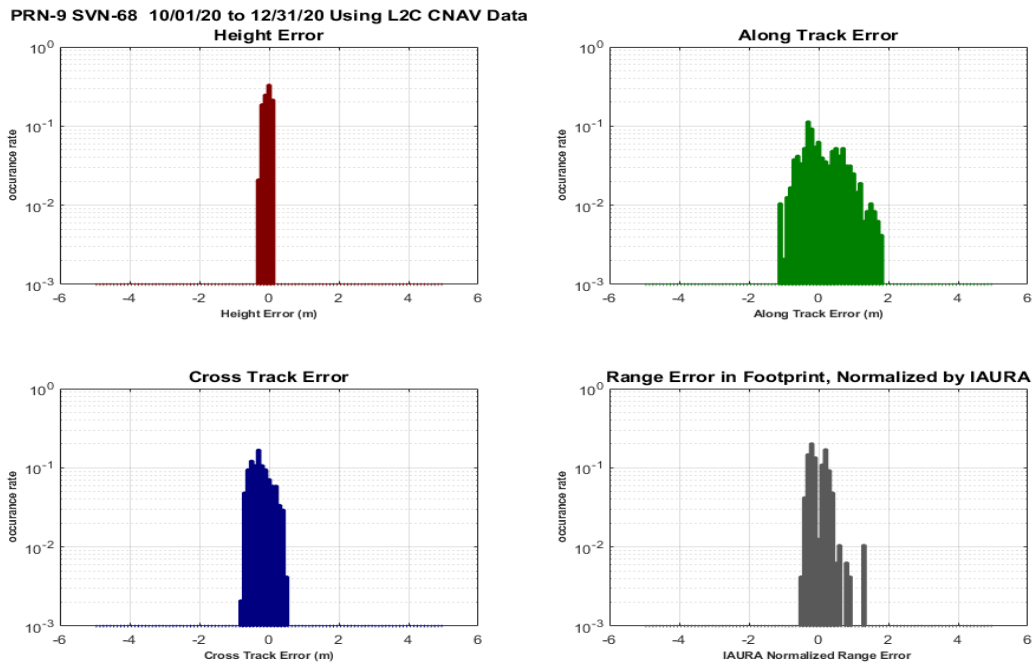 PRN-9 SVN-68 10/01/20 to 12/31/20 Using L2C CNAV Data
Height Error
10^0
10^-1
10^-2
10^-3
occurance rate
-6 -4 -2 0 2 4 6
Height Error (m)
Along Track Error
10^0
10^-1
10^-2
10^-3
occurance rate
-6 -4 -2 0 2 4 6
Along Track Error (m)
Cross Track Error
10^0
10^-1
10^-2
10^-3
occurance rate
-6 -4 -2 0 2 4 6
Cross Track Error (m)
Range Error in Footprint, Normalized by IAURA
10^0
10^-1
10^-2
10^-3
occurance rate
-6 -4 -2 0 2 4 6
IAURA Normalized Range Error